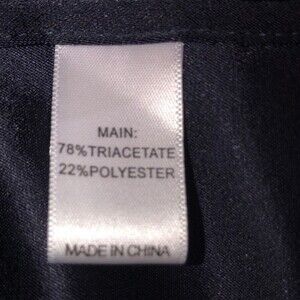 MAIN:
78%TRIACETATE
22%POLYESTER
MADE IN CHINA